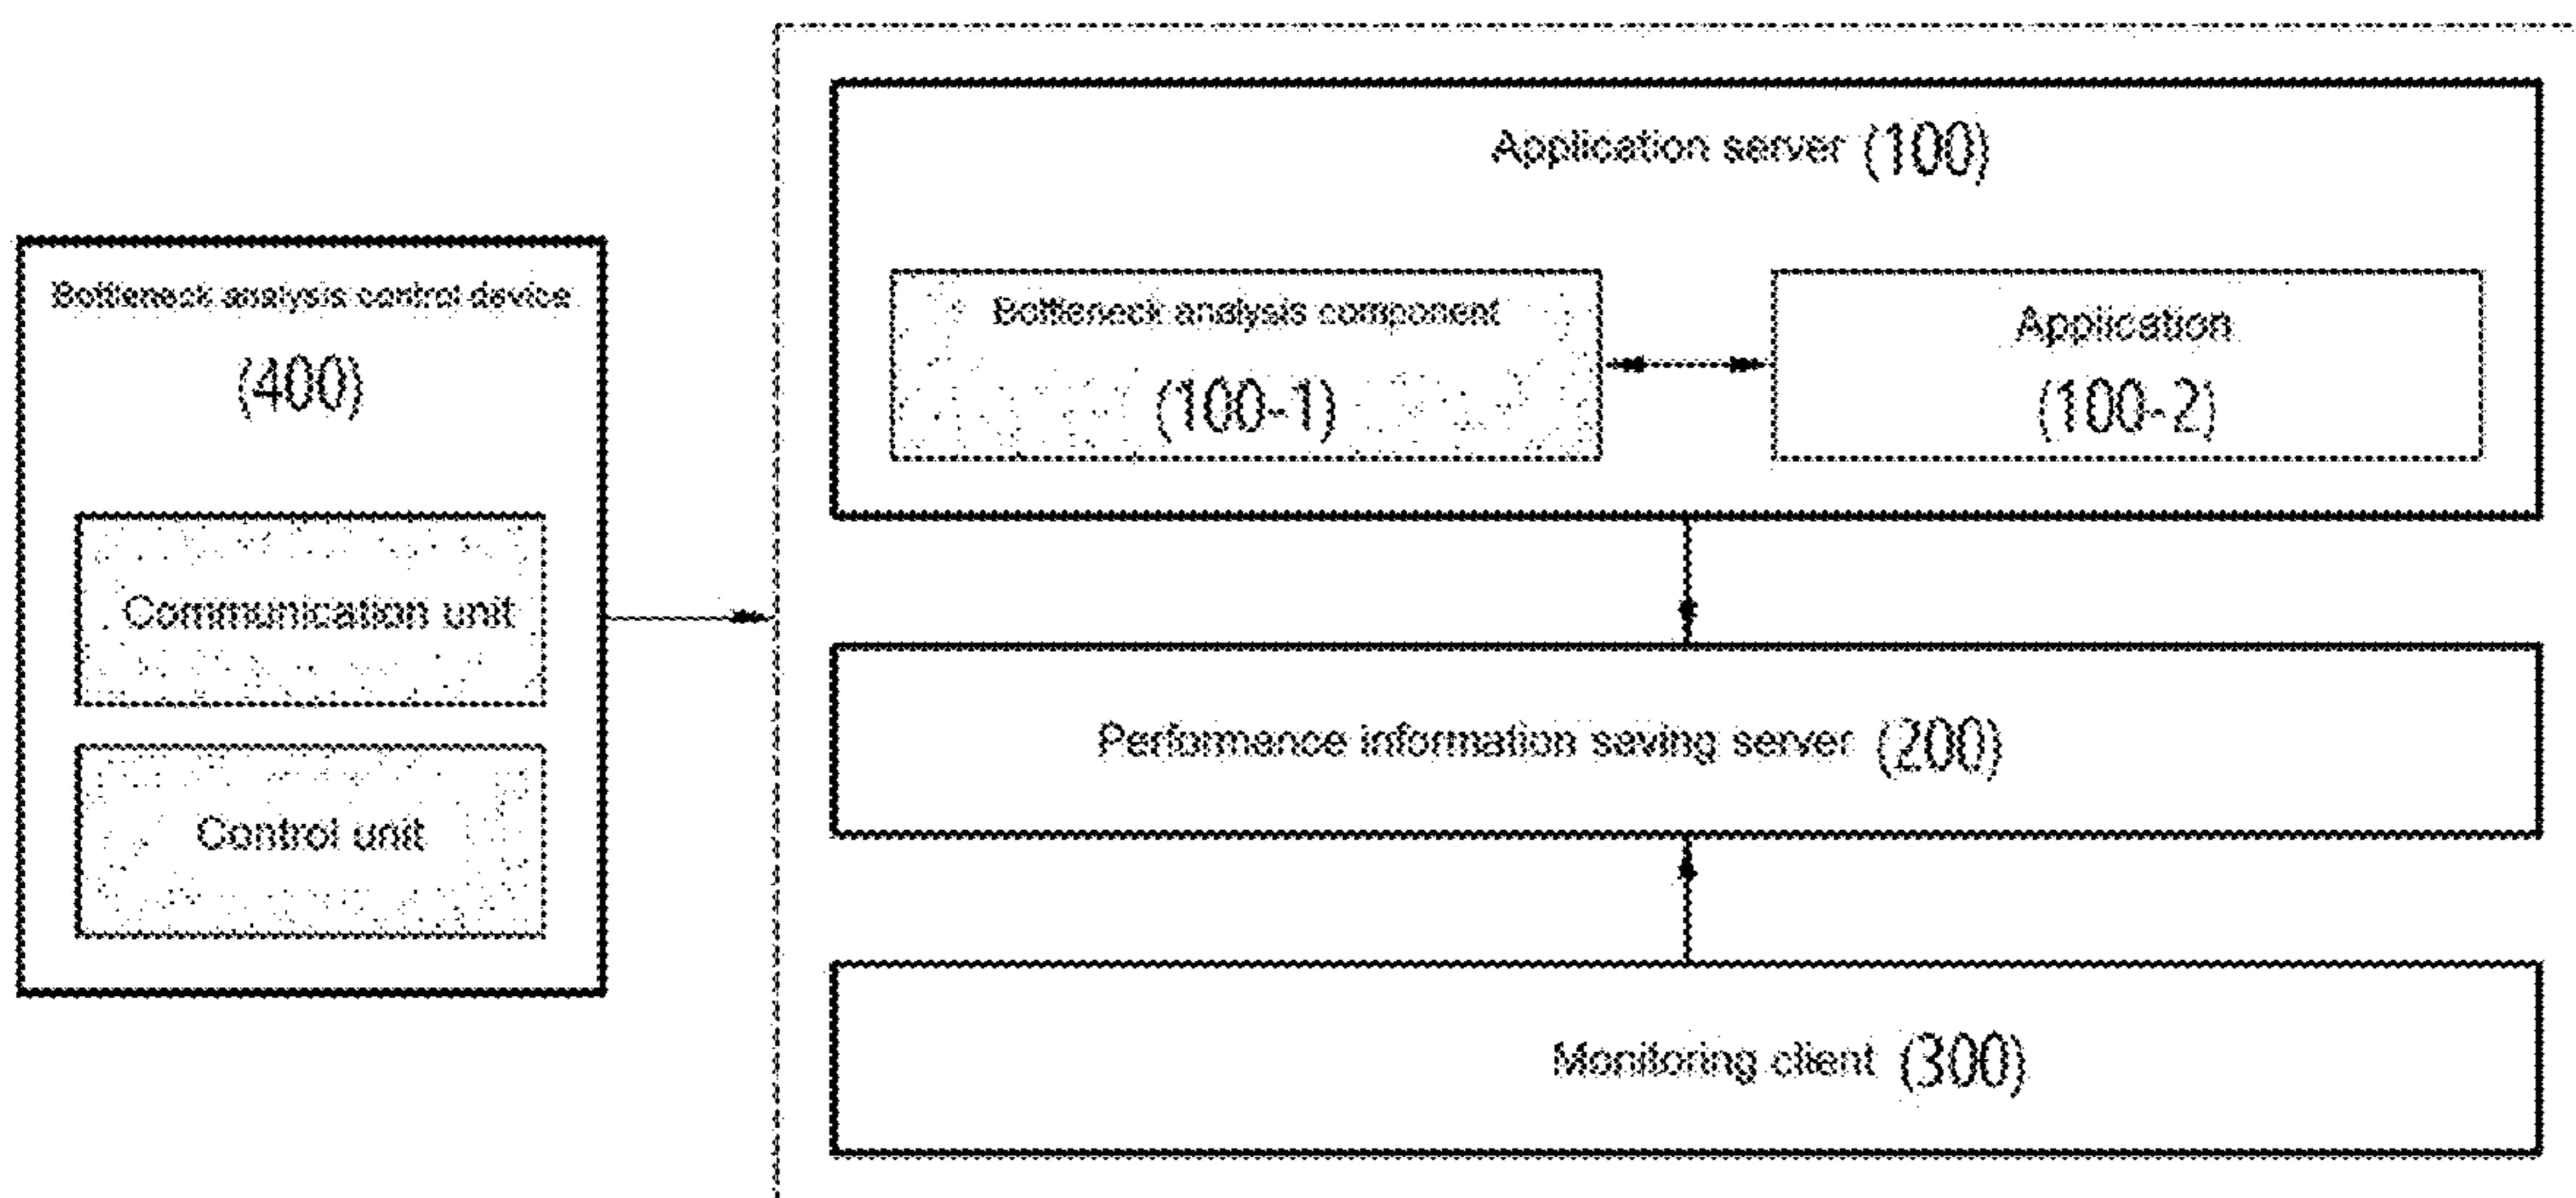 Bottleneck analysis control device
(400)
Communication unit
Control unit
Application server (100)
Bottleneck analysis component
(100-1)
Application
(100-2)
Performance information saving server (200)
Monitoring client (300)